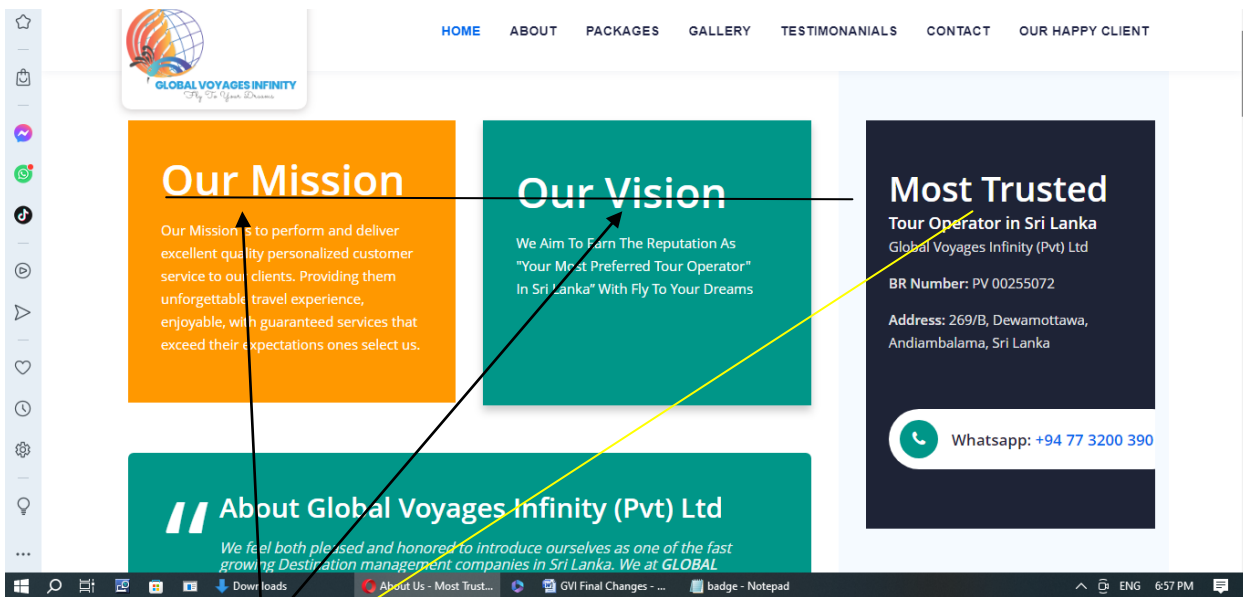 HOME ABOUT PACKAGES GALLERY TESTIMONANIALS CONTACT OUR HAPPY CLIENT
GLOBAL VOYAGES INFINITY
Fly To Your Dreams
Our Mission
Our Mission is to perform and deliver
excellent quality personalized customer
service to our clients. Providing them
unforgettable travel experience,
enjoyable, with guaranteed services that
exceed their expectations ones select us.
Our Vision
We Aim To Earn The Reputation As
"Your Most Preferred Tour Operator"
In Sri Lanka” With Fly To Your Dreams
Most Trusted
Tour Operator in Sri Lanka
Global Voyages Infinity (Pvt) Ltd
BR Number: PV 00255072
Address: 269/B, Dewamottawa,
Andiambalama, Sri Lanka
Whatsapp: +94 77 3200 390
About Global Voyages Infinity (Pvt) Ltd
We feel both pleased and honored to introduce ourselves as one of the fast
growing Destination management companies in Sri Lanka. We at GLOBAL
Downloads About Us - Most Trust... GVI Final Changes - ... badge - Notepad ENG 6:57 PM